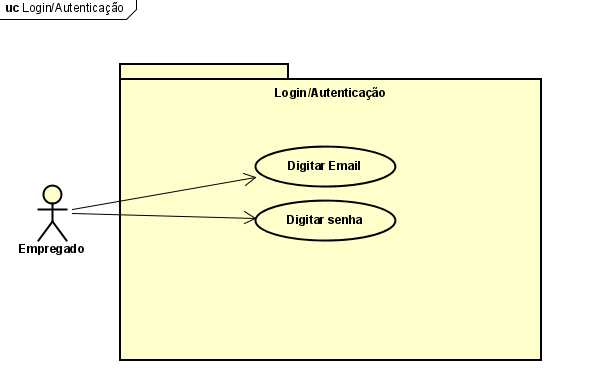 uc Login/Autenticação
Login/Autenticação
Digitar Email
Digitar senha
Empregado